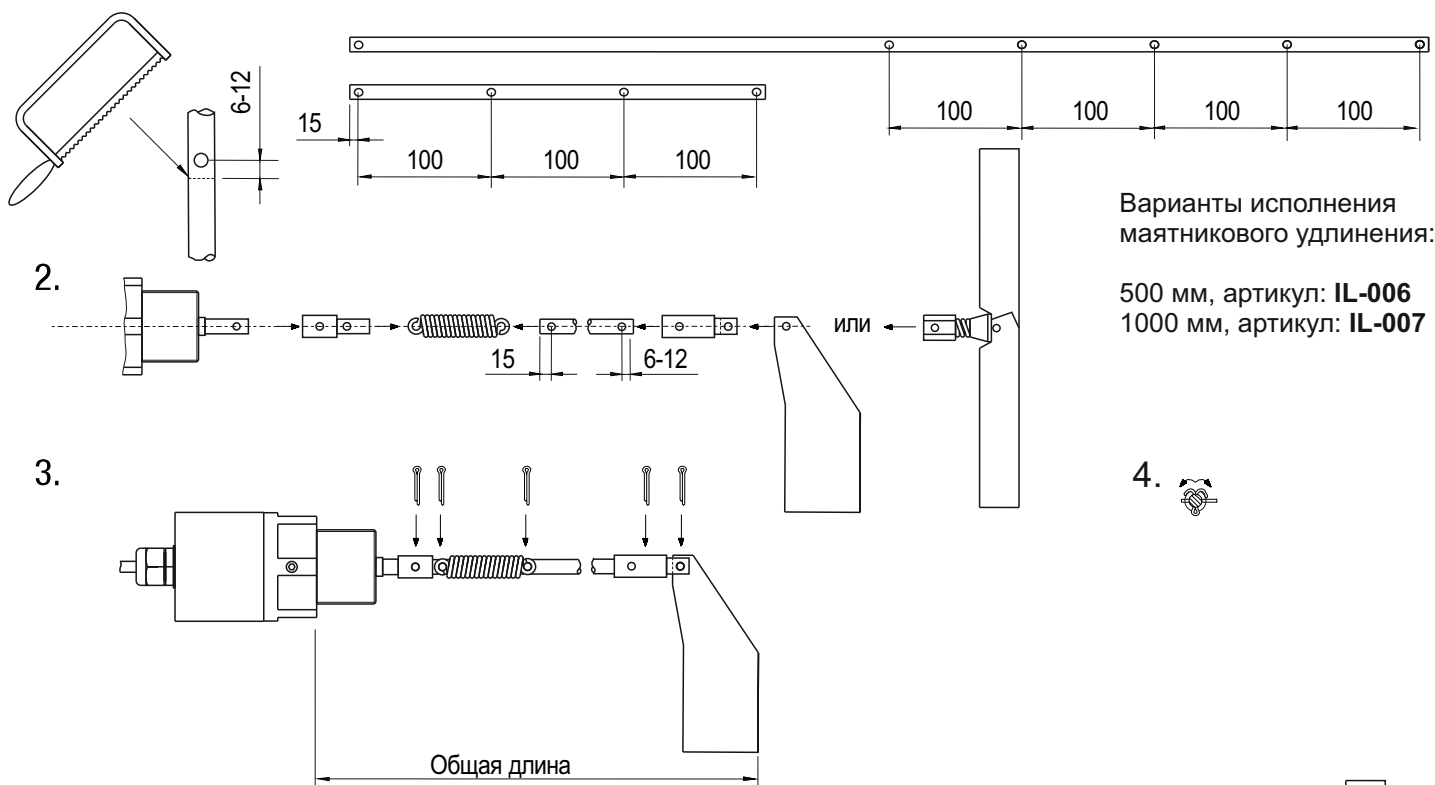 6-12
15
100 100 100
100 100 100 100
Варианты исполнения
маятникового удлинения:
500 мм, артикул: IL-006
1000 мм, артикул: IL-007
2.
или
15 6-12
3.
4.
Общая длина